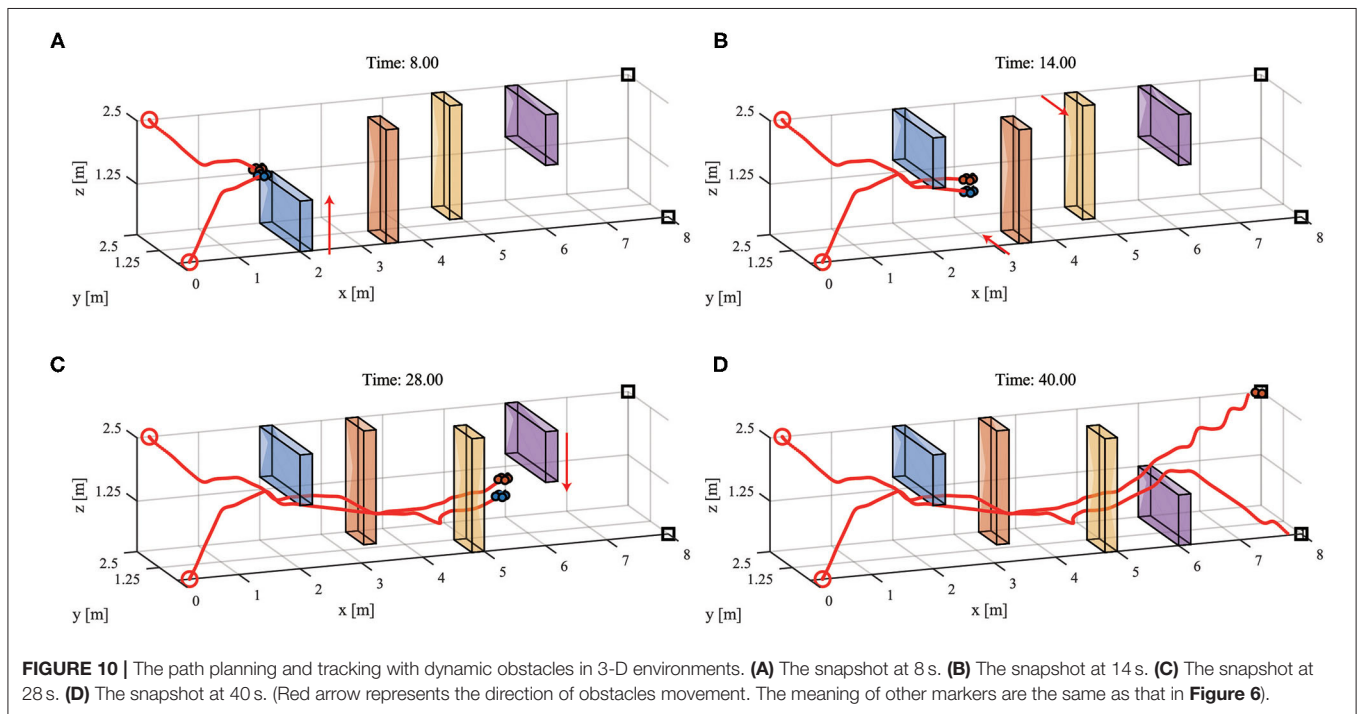 A
Time: 8.00
2.5
1.25
z [m]
2.5
1.25
y [m]
0
1
2
3
4
5
6
7
8
x [m]
B
Time: 14.00
2.5
1.25
z [m]
2.5
1.25
y [m]
0
1
2
3
4
5
6
7
8
x [m]
C
Time: 28.00
2.5
1.25
z [m]
2.5
1.25
y [m]
0
1
2
3
4
5
6
7
8
x [m]
D
Time: 40.00
2.5
1.25
z [m]
2.5
1.25
y [m]
0
1
2
3
4
5
6
7
8
x [m]
FIGURE 10 | The path planning and tracking with dynamic obstacles in 3-D environments. (A) The snapshot at 8 s. (B) The snapshot at 14 s. (C) The snapshot at
28 s. (D) The snapshot at 40 s. (Red arrow represents the direction of obstacles movement. The meaning of other markers are the same as that in Figure 6).